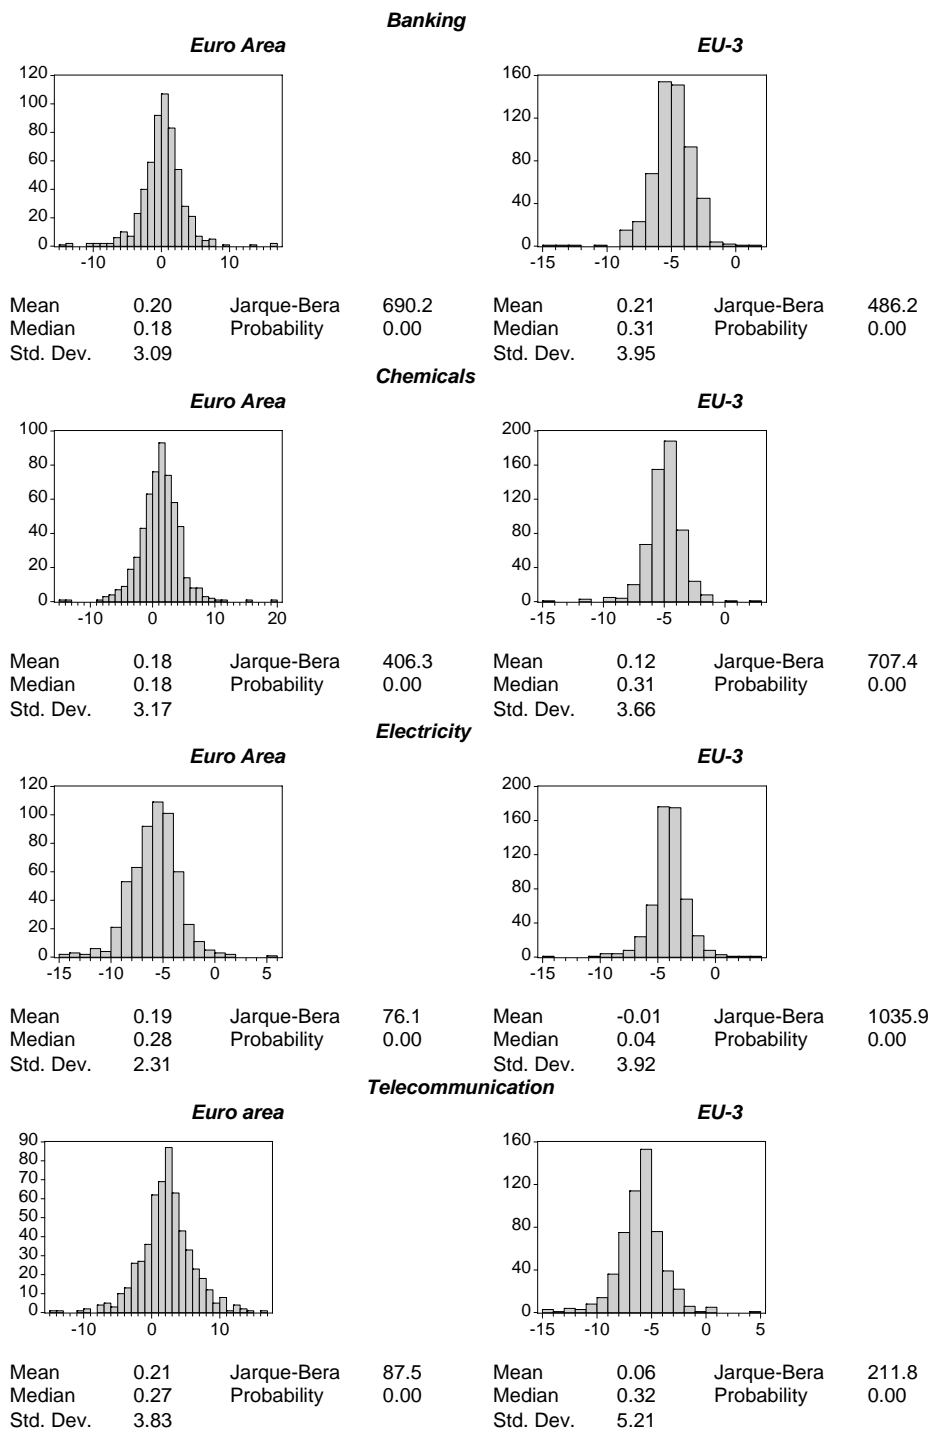 Banking
Euro Area EU-3
120
100
80
60
40
20
0
-10 0 10
160
120
80
40
0
-15 -10 -5 0
Mean 0.20 Jarque-Bera 690.2 Mean 0.21 Jarque-Bera 486.2
Median 0.18 Probability 0.00 Median 0.31 Probability 0.00
Std. Dev. 3.09 Std. Dev. 3.95
Chemicals
Euro Area EU-3
100
80
60
40
20
0
-10 0 10 20
200
160
120
80
40
0
-15 -10 -5 0
Mean 0.18 Jarque-Bera 406.3 Mean 0.12 Jarque-Bera 707.4
Median 0.18 Probability 0.00 Median 0.31 Probability 0.00
Std. Dev. 3.17 Std. Dev. 3.66
Electricity
Euro Area EU-3
120
100
80
60
40
20
0
-15 -10 -5 0 5
200
160
120
80
40
0
-15 -10 -5 0
Mean 0.19 Jarque-Bera 76.1 Mean -0.01 Jarque-Bera 1035.9
Median 0.28 Probability 0.00 Median 0.04 Probability 0.00
Std. Dev. 2.31 Std. Dev. 3.92
Telecommunication
Euro area EU-3
90
80
70
60
50
40
30
20
10
0
-10 0 10
160
120
80
40
0
-15 -10 -5 0 5
Mean 0.21 Jarque-Bera 87.5 Mean 0.06 Jarque-Bera 211.8
Median 0.27 Probability 0.00 Median 0.32 Probability 0.00
Std. Dev. 3.83 Std. Dev. 5.21